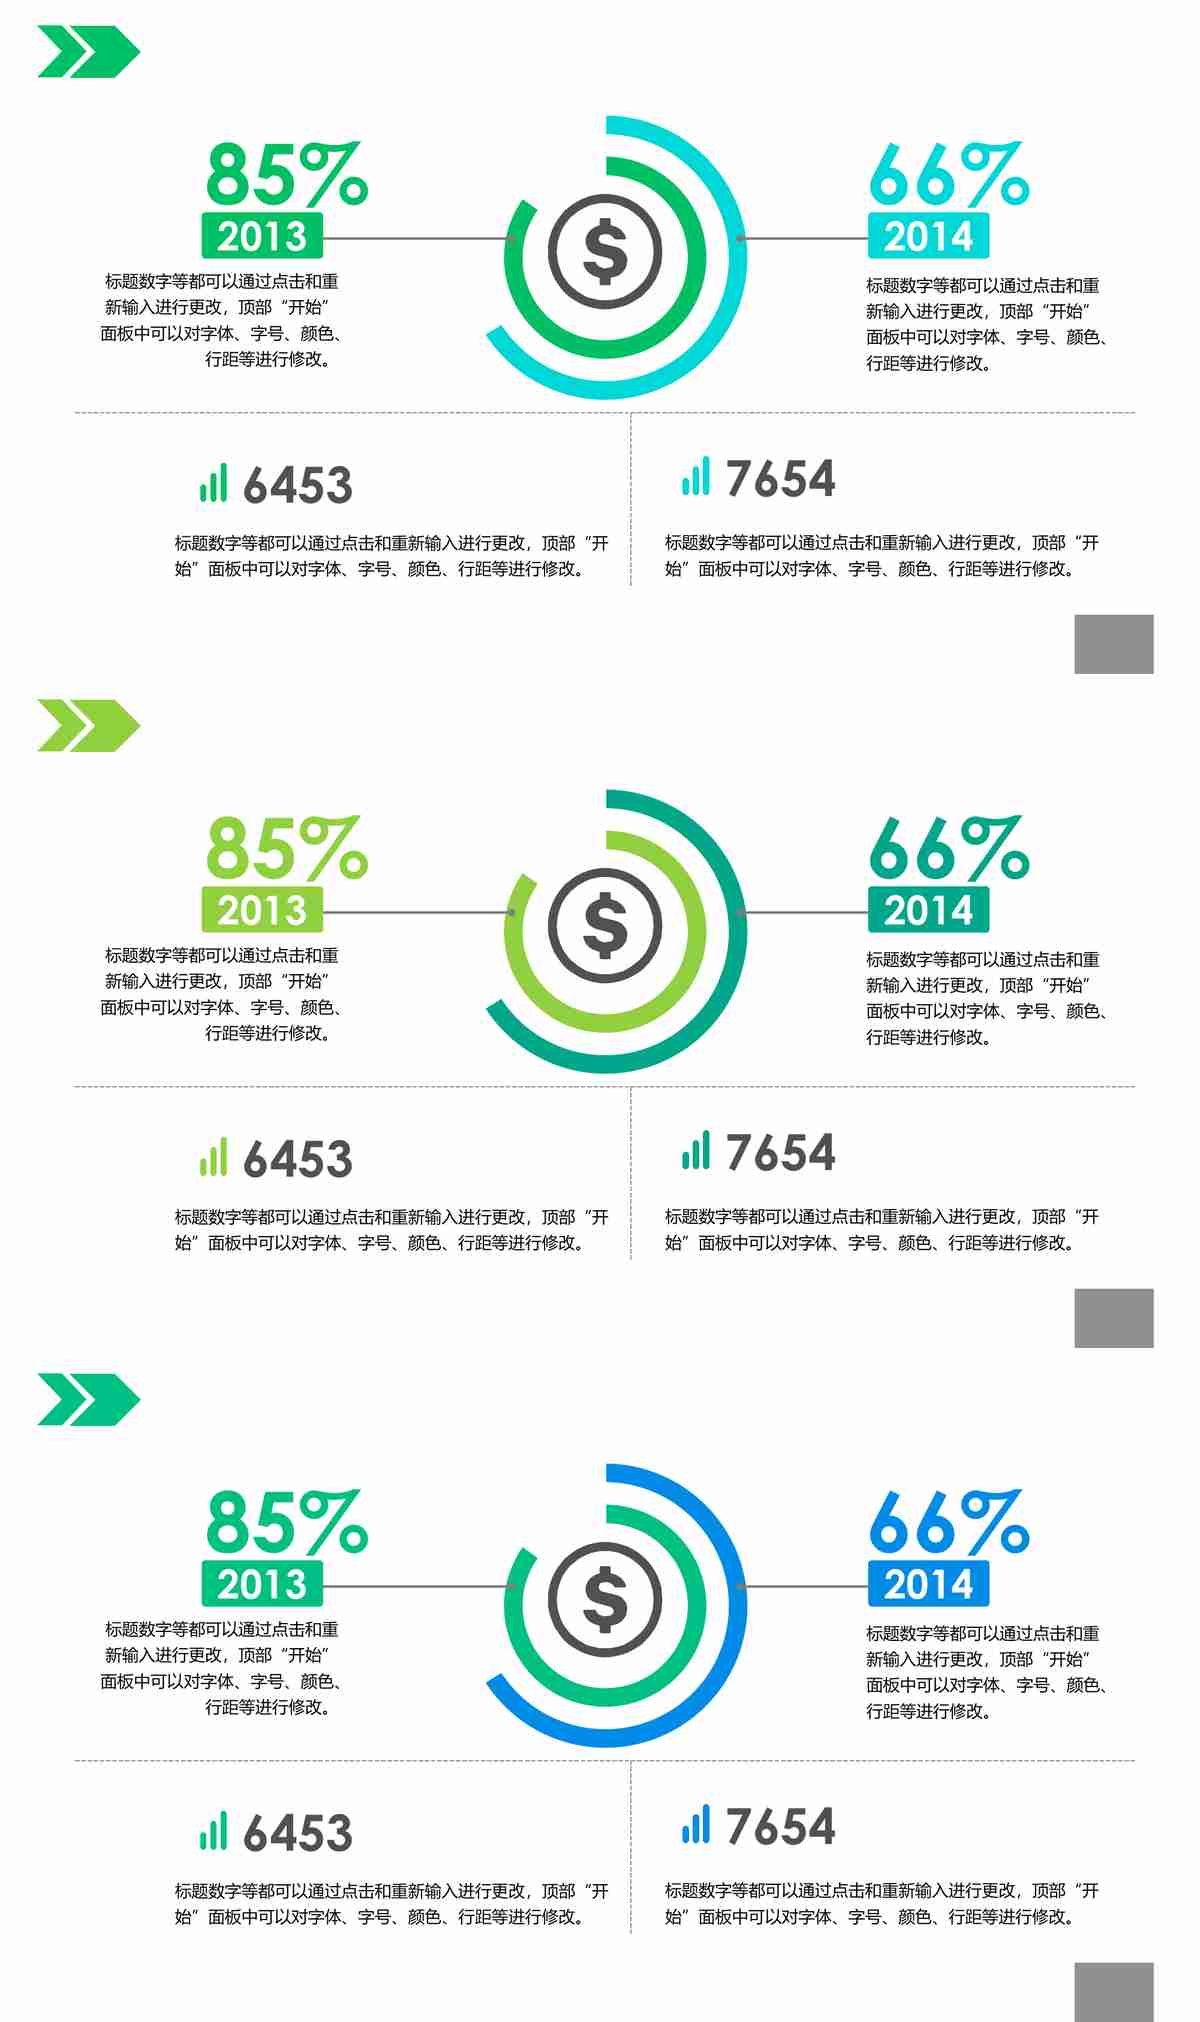 85%
2013
标题数字等都可以通过点击和重
新输入进行更改，顶部“开始”
面板中可以对字体、字号、颜色、
行距等进行修改。
$
66%
2014
标题数字等都可以通过点击和重
新输入进行更改，顶部“开始”
面板中可以对字体、字号、颜色、
行距等进行修改。
6453
标题数字等都可以通过点击和重新输入进行更改，顶部“开
始”面板中可以对字体、字号、颜色、行距等进行修改。
7654
标题数字等都可以通过点击和重新输入进行更改，顶部“开
始”面板中可以对字体、字号、颜色、行距等进行修改。
85%
2013
标题数字等都可以通过点击和重
新输入进行更改，顶部“开始”
面板中可以对字体、字号、颜色、
行距等进行修改。
$
66%
2014
标题数字等都可以通过点击和重
新输入进行更改，顶部“开始”
面板中可以对字体、字号、颜色、
行距等进行修改。
6453
标题数字等都可以通过点击和重新输入进行更改，顶部“开
始”面板中可以对字体、字号、颜色、行距等进行修改。
7654
标题数字等都可以通过点击和重新输入进行更改，顶部“开
始”面板中可以对字体、字号、颜色、行距等进行修改。
85%
2013
标题数字等都可以通过点击和重
新输入进行更改，顶部“开始”
面板中可以对字体、字号、颜色、
行距等进行修改。
$
66%
2014
标题数字等都可以通过点击和重
新输入进行更改，顶部“开始”
面板中可以对字体、字号、颜色、
行距等进行修改。
6453
标题数字等都可以通过点击和重新输入进行更改，顶部“开
始”面板中可以对字体、字号、颜色、行距等进行修改。
7654
标题数字等都可以通过点击和重新输入进行更改，顶部“开
始”面板中可以对字体、字号、颜色、行距等进行修改。